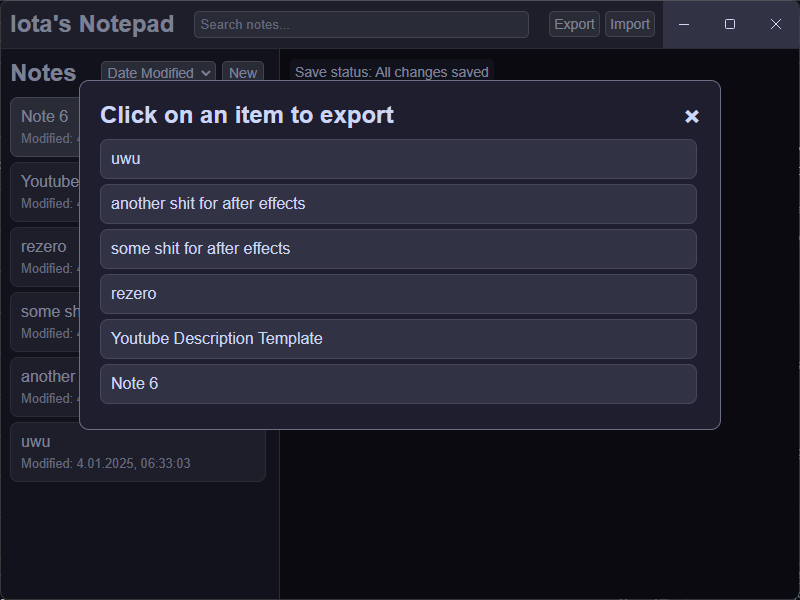 Iota's Notepad
Search notes...
Export
Import
Notes
Date Modified
New
Save status: All changes saved
Note 6
Modified: 4
Youtube
Modified: 4
rezero
Modified: 4
some sh
Modified: 4
another
Modified: 4
uwu
Modified: 4.01.2025, 06:33:03
Click on an item to export
uwu
another shit for after effects
some shit for after effects
rezero
Youtube Description Template
Note 6